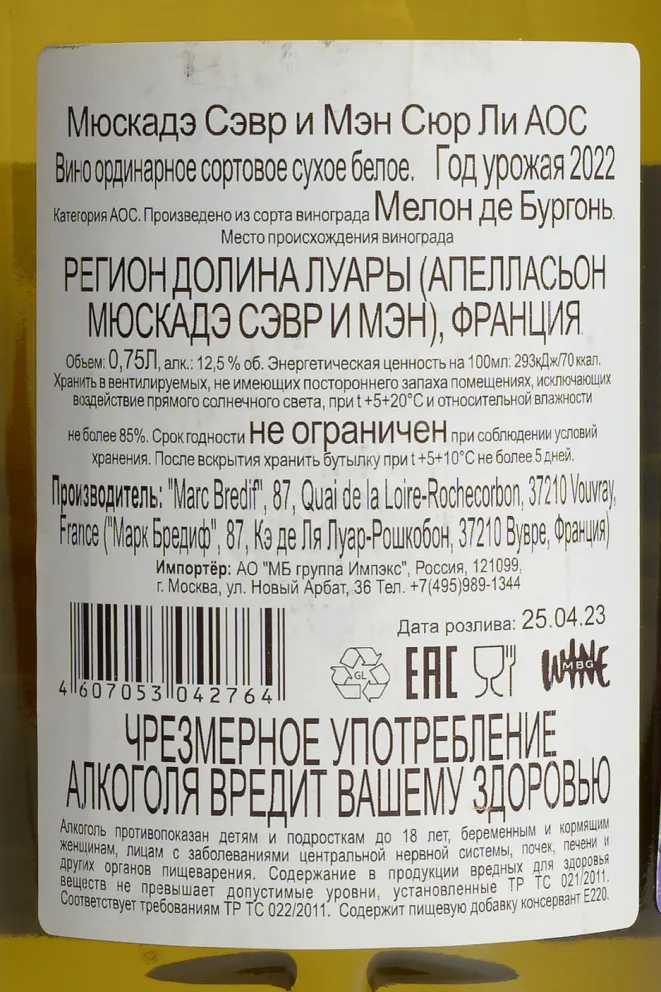 Мюскадэ Сэвр и Мэн Сюр Ли АОС
Вино ординарное сортовое сухое белое. Год урожая 2022
Категория АОС. Произведено из сорта винограда Мелон де Бургонь.
Место происхождения винограда
РЕГИОН ДОЛИНА ЛУАРЫ (АПЕЛЛАСЬОН
МЮСКАДЭ СЭВР И МЭН), ФРАНЦИЯ
Объем: 0,75Л, алк.: 12,5 % об. Энергетическая ценность на 100мл: 293кДж/70 ккал.
Хранить в вентилируемых, не имеющих постороннего запаха помещениях, исключающих
воздействие прямого солнечного света, при t +5+20°С и относительной влажности
не более 85%. Срок годности не ограничен при соблюдении условий
хранения. После вскрытия хранить бутылку при t +5+10°С не более 5 дней.
Производитель: "Marc Bredif", 87, Quai de la Loire-Rochecorbon, 37210 Vouvray,
France ("Марк Бредиф", 87, Кэ де Ля Луар-Рошкобон, 37210 Вувре, Франция)
Импортёр: АО "МБ группа Импэкс", Россия, 121099,
г. Москва, ул. Новый Арбат, 36 Тел. +7(495)989-1344
Дата розлива: 25.04.23
4 607053 042764
GL
EAC
WINE
MBG
ЧРЕЗМЕРНОЕ УПОТРЕБЛЕНИЕ
АЛКОГОЛЯ ВРЕДИТ ВАШЕМУ ЗДОРОВЬЮ
Алкоголь противопоказан детям и подросткам до 18 лет, беременным и кормящим
женщинам, лицам с заболеваниями центральной нервной системы, почек, печени и
других органов пищеварения. Содержание в продукции вредных для здоровья
веществ не превышает допустимые уровни, установленные ТР ТС 021/2011.
Соответствует требованиям ТР ТС 022/2011. Содержит пищевую добавку консервант Е220.